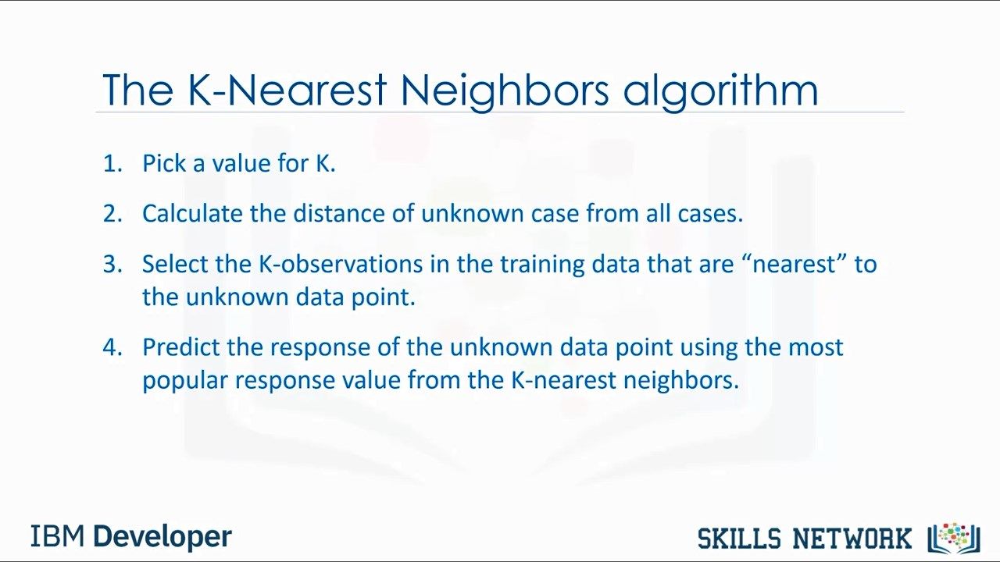 The K-Nearest Neighbors algorithm
1. Pick a value for K.
2. Calculate the distance of unknown case from all cases.
3. Select the K-observations in the training data that are “nearest” to
the unknown data point.
4. Predict the response of the unknown data point using the most
popular response value from the K-nearest neighbors.
IBM Developer
SKILLS NETWORK